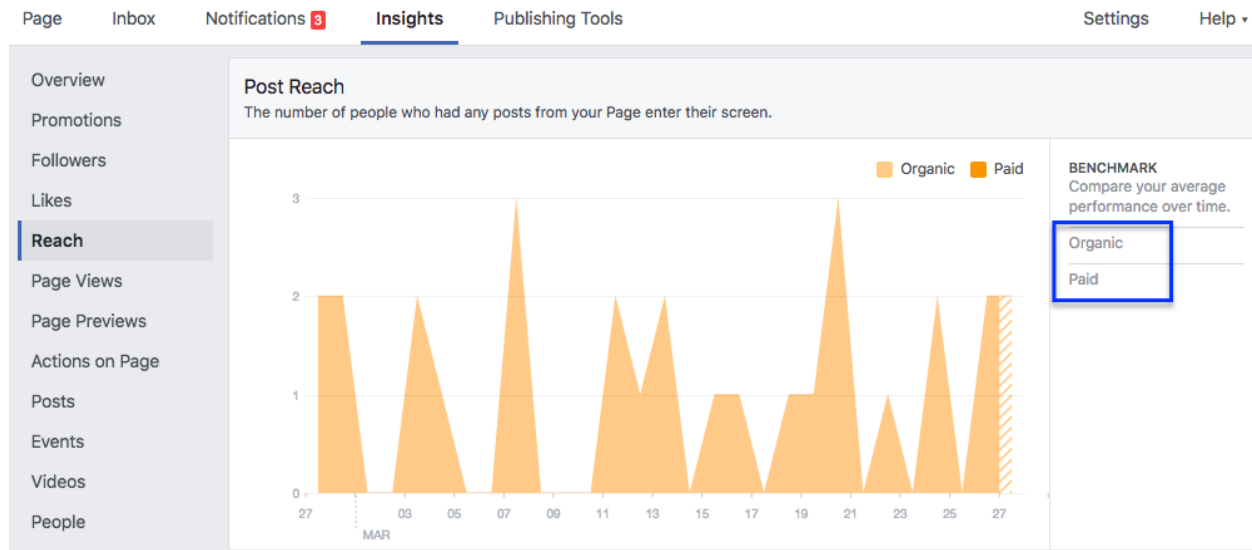 Page Inbox Notifications 3 Insights Publishing Tools Settings Help
Overview
Promotions
Followers
Likes
Reach
Page Views
Page Previews
Actions on Page
Posts
Events
Videos
People
Post Reach
The number of people who had any posts from your Page enter their screen.
Organic Paid
3
2
1
0
27 03 05 07 09 11 13 15 17 19 21 23 25 27
MAR
BENCHMARK
Compare your average
performance over time.
Organic
Paid